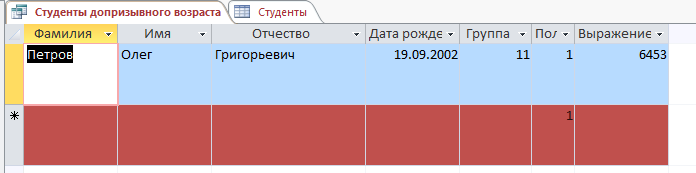 Студенты допризывного возраста Студенты
Фамилия Имя Отчество Дата рожде Группа Пол Выражение
Петров Олег Григорьевич 19.09.2002 11 1 6453
* 1